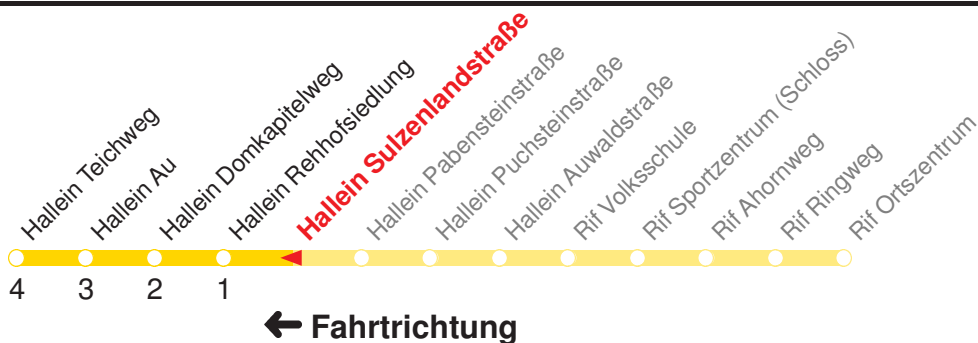 Hallein Teichweg
Hallein Au
Hallein Domkapitelweg
Hallein Rehhofsiedlung
Hallein Sulzenlandstraße
Hallein Pabensteinstraße
Hallein Puchsteinstraße
Hallein Auwaldstraße
Rif Volksschule
Rif Sportzentrum (Schloss)
Rif Ahornweg
Rif Ringweg
Rif Ortszentrum
4 3 2 1
← Fahrtrichtung